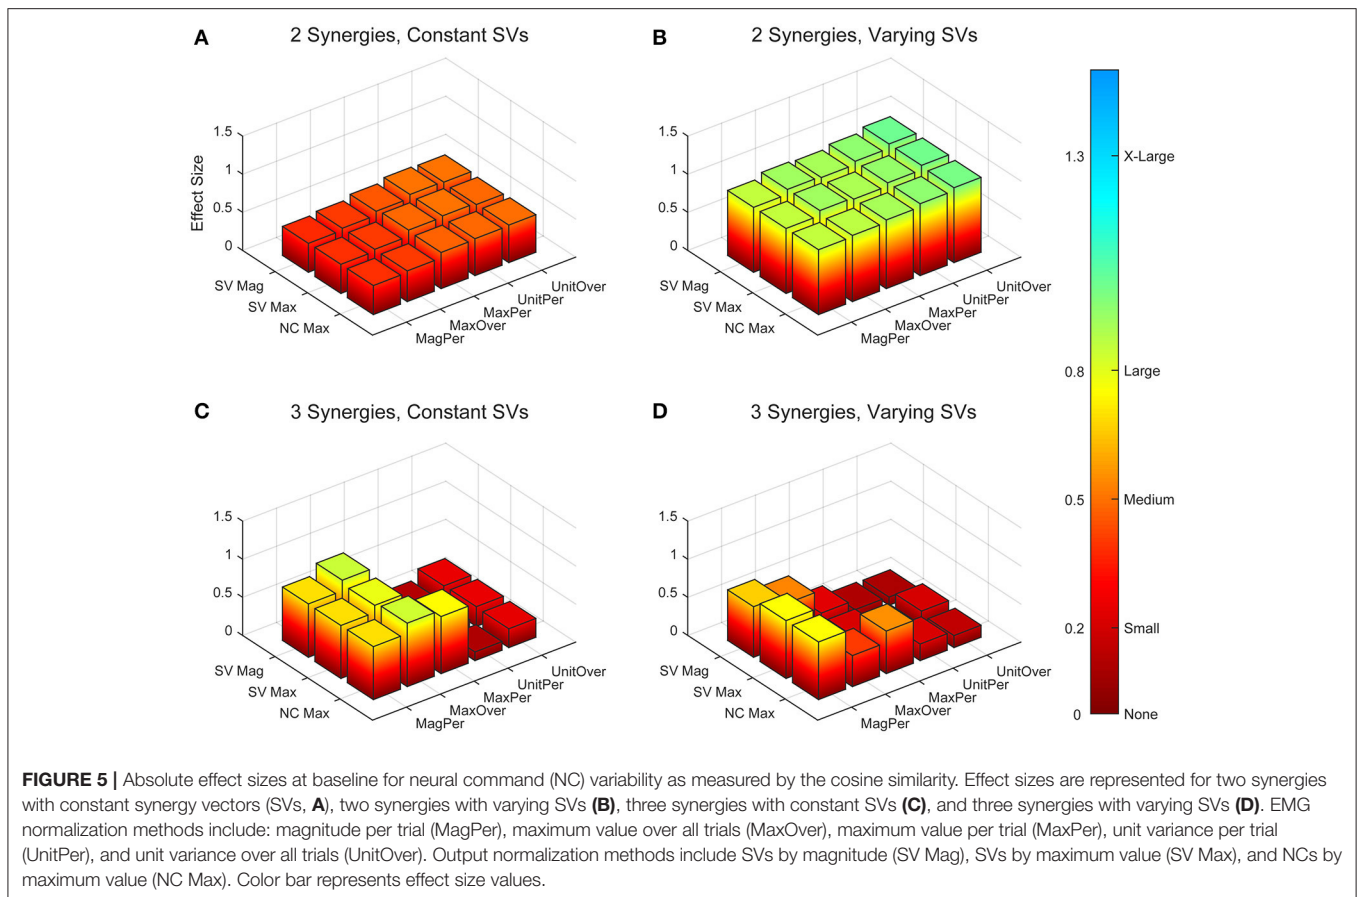 A 2 Synergies, Constant SVs
1.5
1
0.5
0
Effect Size
SV Mag
SV Max
NC Max
MagPer
MaxOver
MaxPer
UnitPer
UnitOver
B 2 Synergies, Varying SVs
1.5
1
0.5
0
SV Mag
SV Max
NC Max
MagPer
MaxOver
MaxPer
UnitPer
UnitOver
C 3 Synergies, Constant SVs
1.5
1
0.5
0
SV Mag
SV Max
NC Max
MagPer
MaxOver
MaxPer
UnitPer
UnitOver
D 3 Synergies, Varying SVs
1.5
1
0.5
0
SV Mag
SV Max
NC Max
MagPer
MaxOver
MaxPer
UnitPer
UnitOver
1.3 X-Large
0.8 Large
0.5 Medium
0.2 Small
0 None
FIGURE 5 | Absolute effect sizes at baseline for neural command (NC) variability as measured by the cosine similarity. Effect sizes are represented for two synergies
with constant synergy vectors (SVs, A), two synergies with varying SVs (B), three synergies with constant SVs (C), and three synergies with varying SVs (D). EMG
normalization methods include: magnitude per trial (MagPer), maximum value over all trials (MaxOver), maximum value per trial (MaxPer), unit variance per trial
(UnitPer), and unit variance over all trials (UnitOver). Output normalization methods include SVs by magnitude (SV Mag), SVs by maximum value (SV Max), and NCs by
maximum value (NC Max). Color bar represents effect size values.